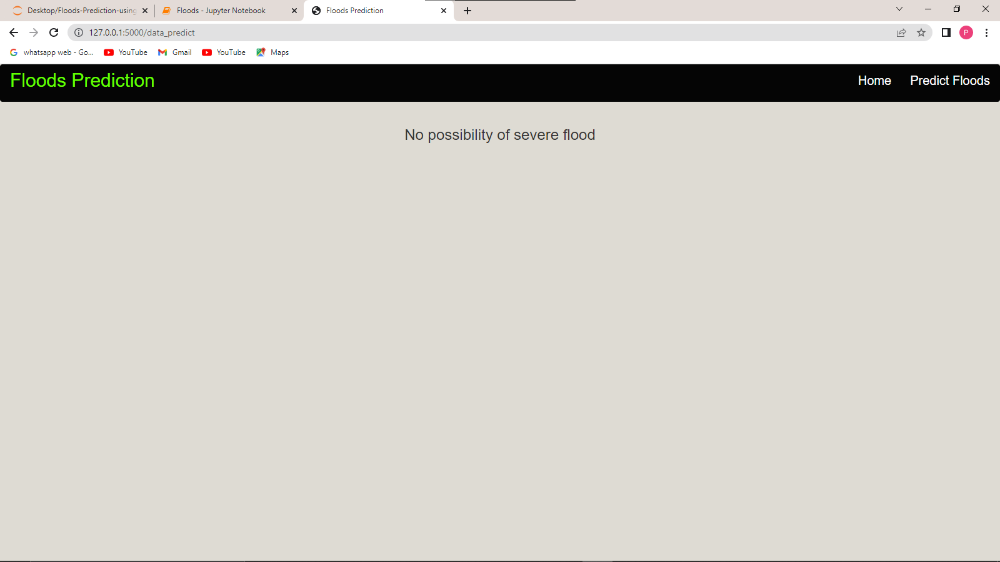 Desktop/Floods-Prediction-using
Floods - Jupyter Notebook
Floods Prediction
127.0.0.1:5000/data_predict
P
whatsapp web - Go...
YouTube
Gmail
YouTube
Maps
Floods Prediction
Home
Predict Floods
No possibility of severe flood